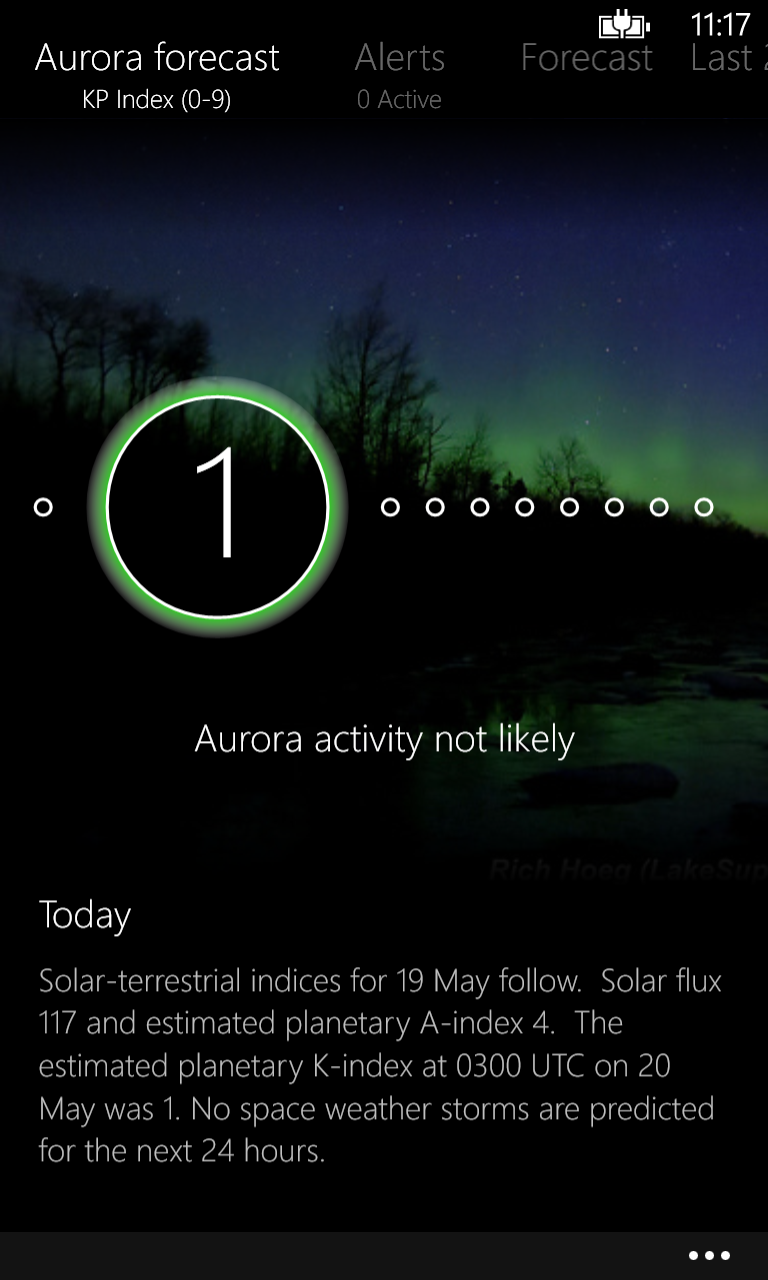 11:17
Aurora forecast Alerts Forecast Last
KP Index (0-9) 0 Active
1
Aurora activity not likely
Rich Hoeg (LakeSup
Today
Solar-terrestrial indices for 19 May follow. Solar flux
117 and estimated planetary A-index 4. The
estimated planetary K-index at 0300 UTC on 20
May was 1. No space weather storms are predicted
for the next 24 hours.